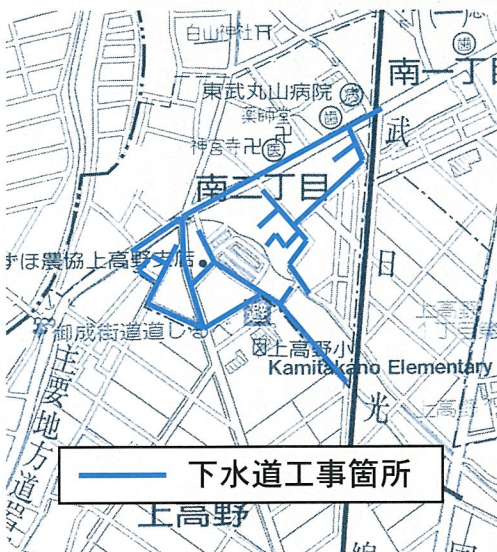 白山神社
南一丁目
東武丸山病院
薬師堂
神宮寺
武
南二丁目
日
ずほ農協上高野支店
御成街道道しるべ
上高野小
Kamitakano Elementary
光
主要地方道
下水道工事箇所
上高野
線